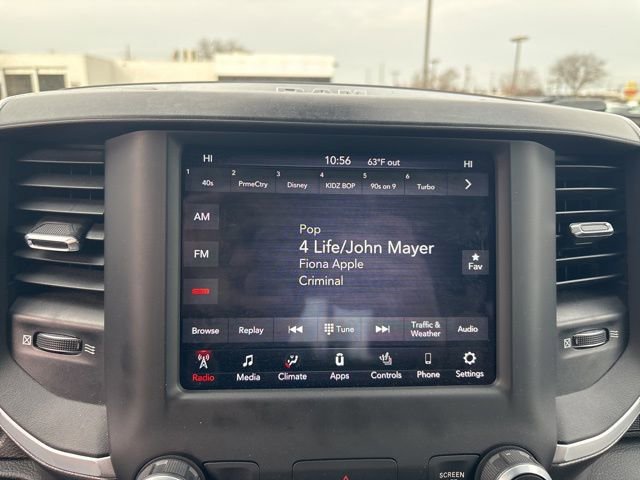 RAM
HI 10:56 63°F out HI
1 40s 2 PrmeCtry 3 Disney 4 KIDZ BOP 5 90s on 9 6 Turbo
AM
FM
Pop
4 Life/John Mayer
Fiona Apple
Criminal
Fav
Browse Replay Tune Traffic & Weather Audio
Radio Media Climate Apps Controls Phone Settings
SCREEN